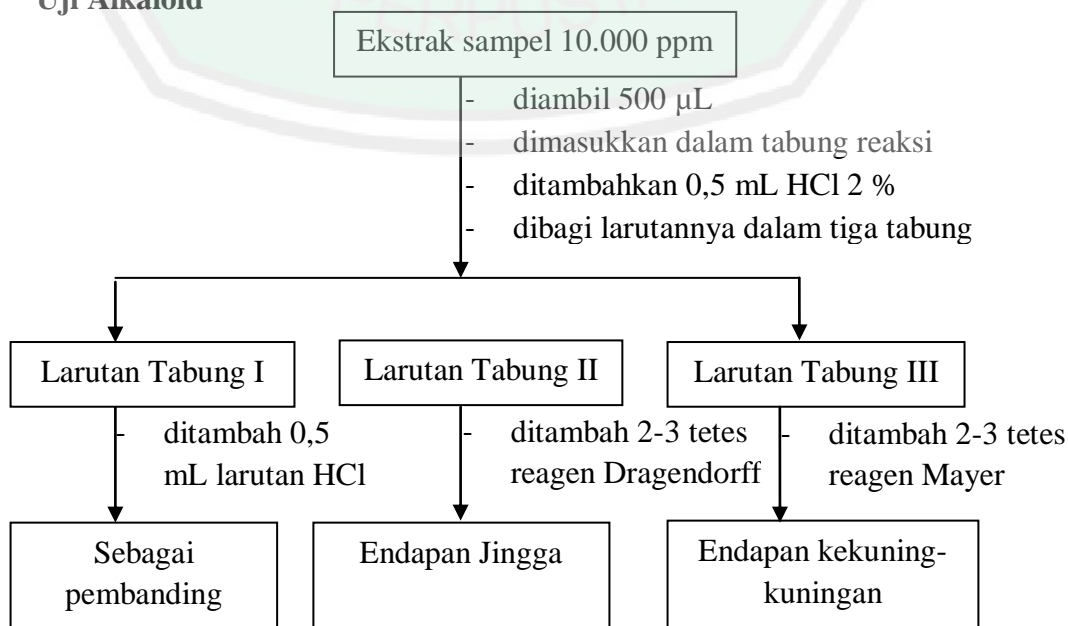 Uji Alkaloid
Ekstrak sampel 10.000 ppm
- diambil 500 µL
- dimasukkan dalam tabung reaksi
- ditambahkan 0,5 mL HCl 2 %
- dibagi larutannya dalam tiga tabung
Larutan Tabung I
- ditambah 0,5
mL larutan HCl
Sebagai
pembanding
Larutan Tabung II
- ditambah 2-3 tetes
reagen Dragendorff
Endapan Jingga
Larutan Tabung III
- ditambah 2-3 tetes
reagen Mayer
Endapan kekuning-
kuningan